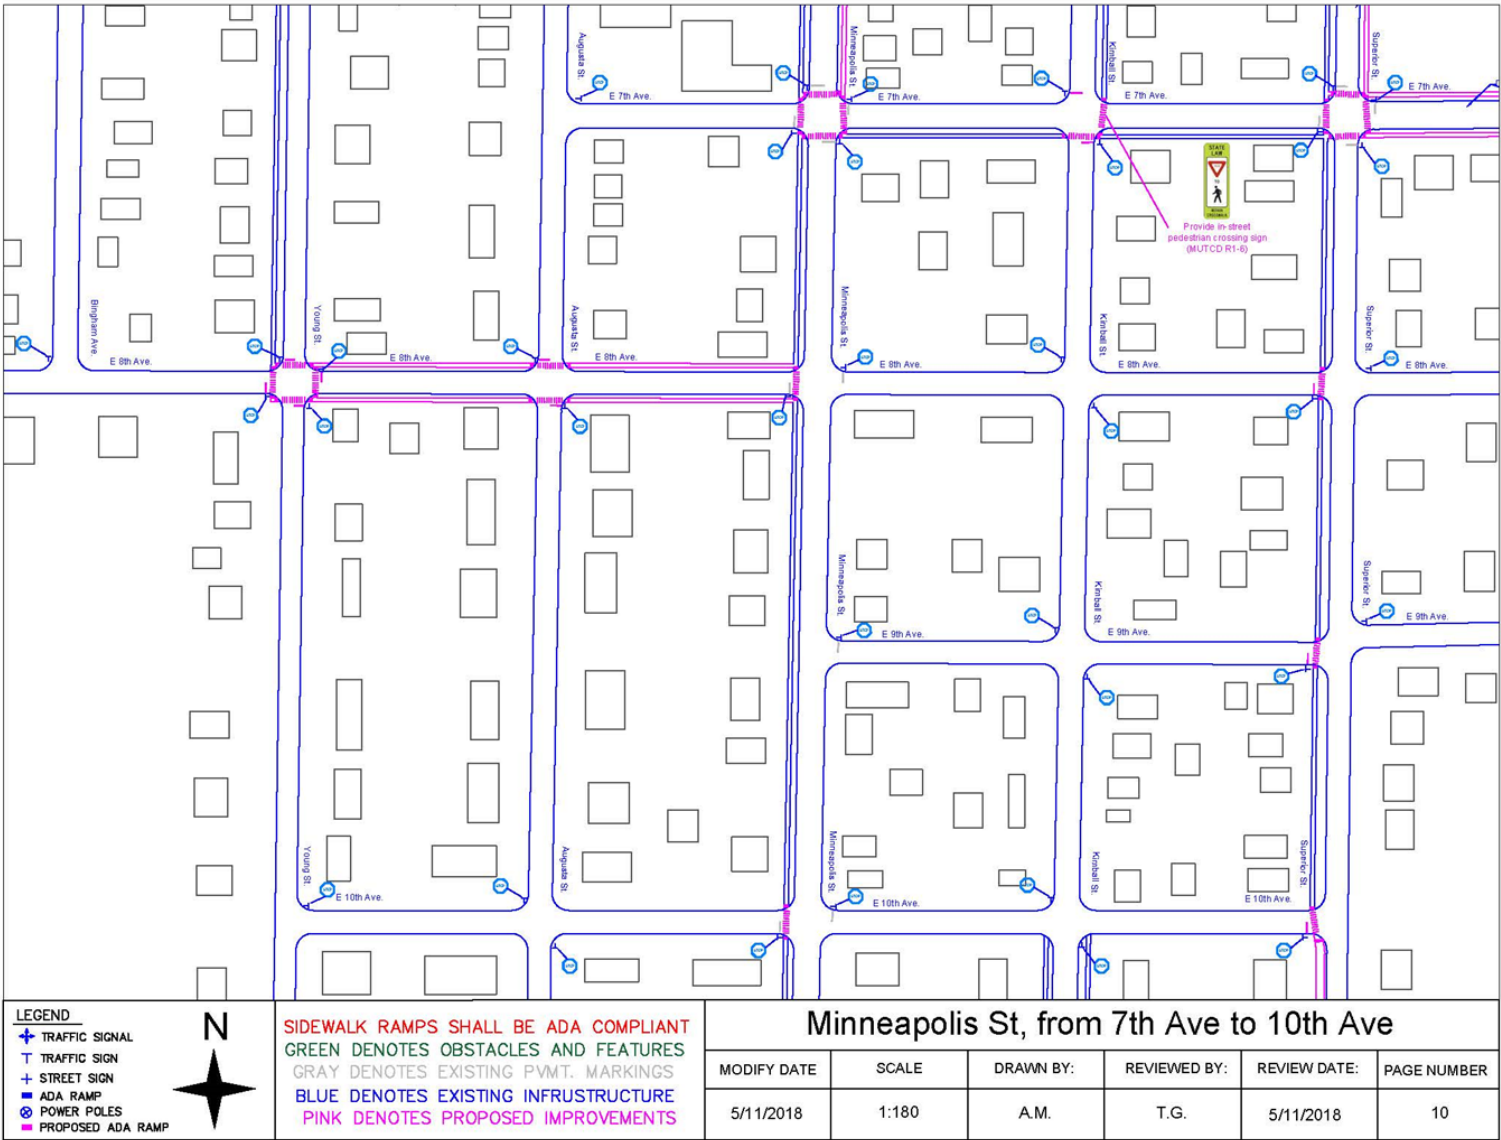 Augusta St.
Minneapolis St.
Kimball St.
Superior St.
E 7th Ave.
E 7th Ave.
E 7th Ave.
E 7th Ave.
STATE
LAW
Provide in-street
pedestrian crossing sign
(MUTCD R1-6)
Bingham Ave.
Young St.
Augusta St.
Minneapolis St.
Kimball St.
Superior St.
E 8th Ave.
E 8th Ave.
E 8th Ave.
E 8th Ave.
E 8th Ave.
E 8th Ave.
Minneapolis St.
Kimball St.
Superior St.
E 9th Ave.
E 9th Ave.
E 9th Ave.
Young St.
Augusta St.
Minneapolis St.
Kimball St.
Superior St.
E 10th Ave.
E 10th Ave.
E 10th Ave.
LEGEND
TRAFFIC SIGNAL
TRAFFIC SIGN
STREET SIGN
ADA RAMP
POWER POLES
PROPOSED ADA RAMP
N
SIDEWALK RAMPS SHALL BE ADA COMPLIANT
GREEN DENOTES OBSTACLES AND FEATURES
GRAY DENOTES EXISTING PVMT. MARKINGS
BLUE DENOTES EXISTING INFRUSTRUCTURE
PINK DENOTES PROPOSED IMPROVEMENTS
Minneapolis St, from 7th Ave to 10th Ave
MODIFY DATE SCALE DRAWN BY: REVIEWED BY: REVIEW DATE: PAGE NUMBER
5/11/2018 1:180 A.M. T.G. 5/11/2018 10